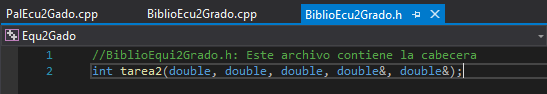 PalEcu2Gado.cpp BiblioEcu2Grado.cpp BiblioEcu2Grado.h
Equ2Gado
1 //BiblioEqui2Grado.h: Este archivo contiene la cabecera
2 int tarea2(double, double, double, double&, double&);